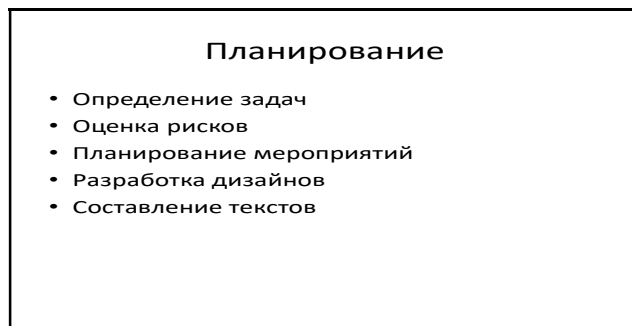 Планирование
• Определение задач
• Оценка рисков
• Планирование мероприятий
• Разработка дизайнов
• Составление текстов